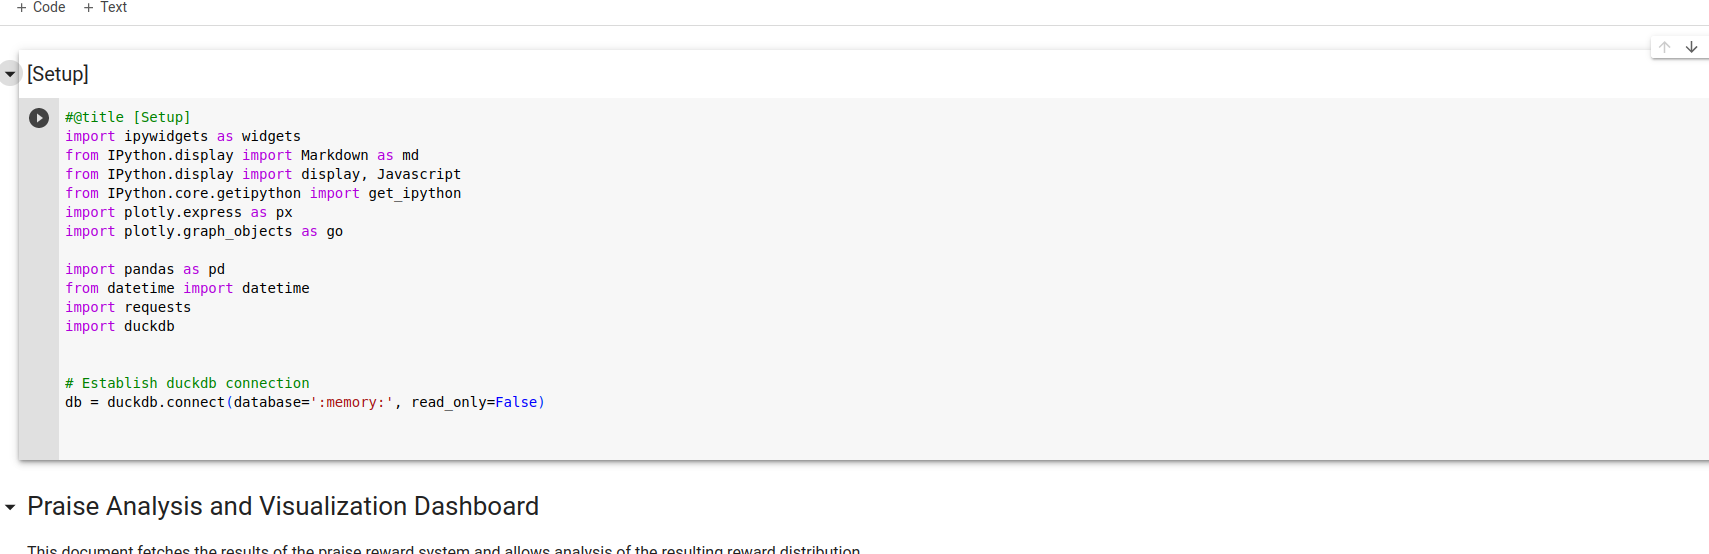 + Code + Text
[Setup]
#@title [Setup]
import ipywidgets as widgets
from IPython.display import Markdown as md
from IPython.display import display, Javascript
from IPython.core.getipython import get_ipython
import plotly.express as px
import plotly.graph_objects as go
import pandas as pd
from datetime import datetime
import requests
import duckdb
# Establish duckdb connection
db = duckdb.connect(database=':memory:', read_only=False)
Praise Analysis and Visualization Dashboard
This document fetches the results of the praise reward system and allows analysis of the resulting reward distribution